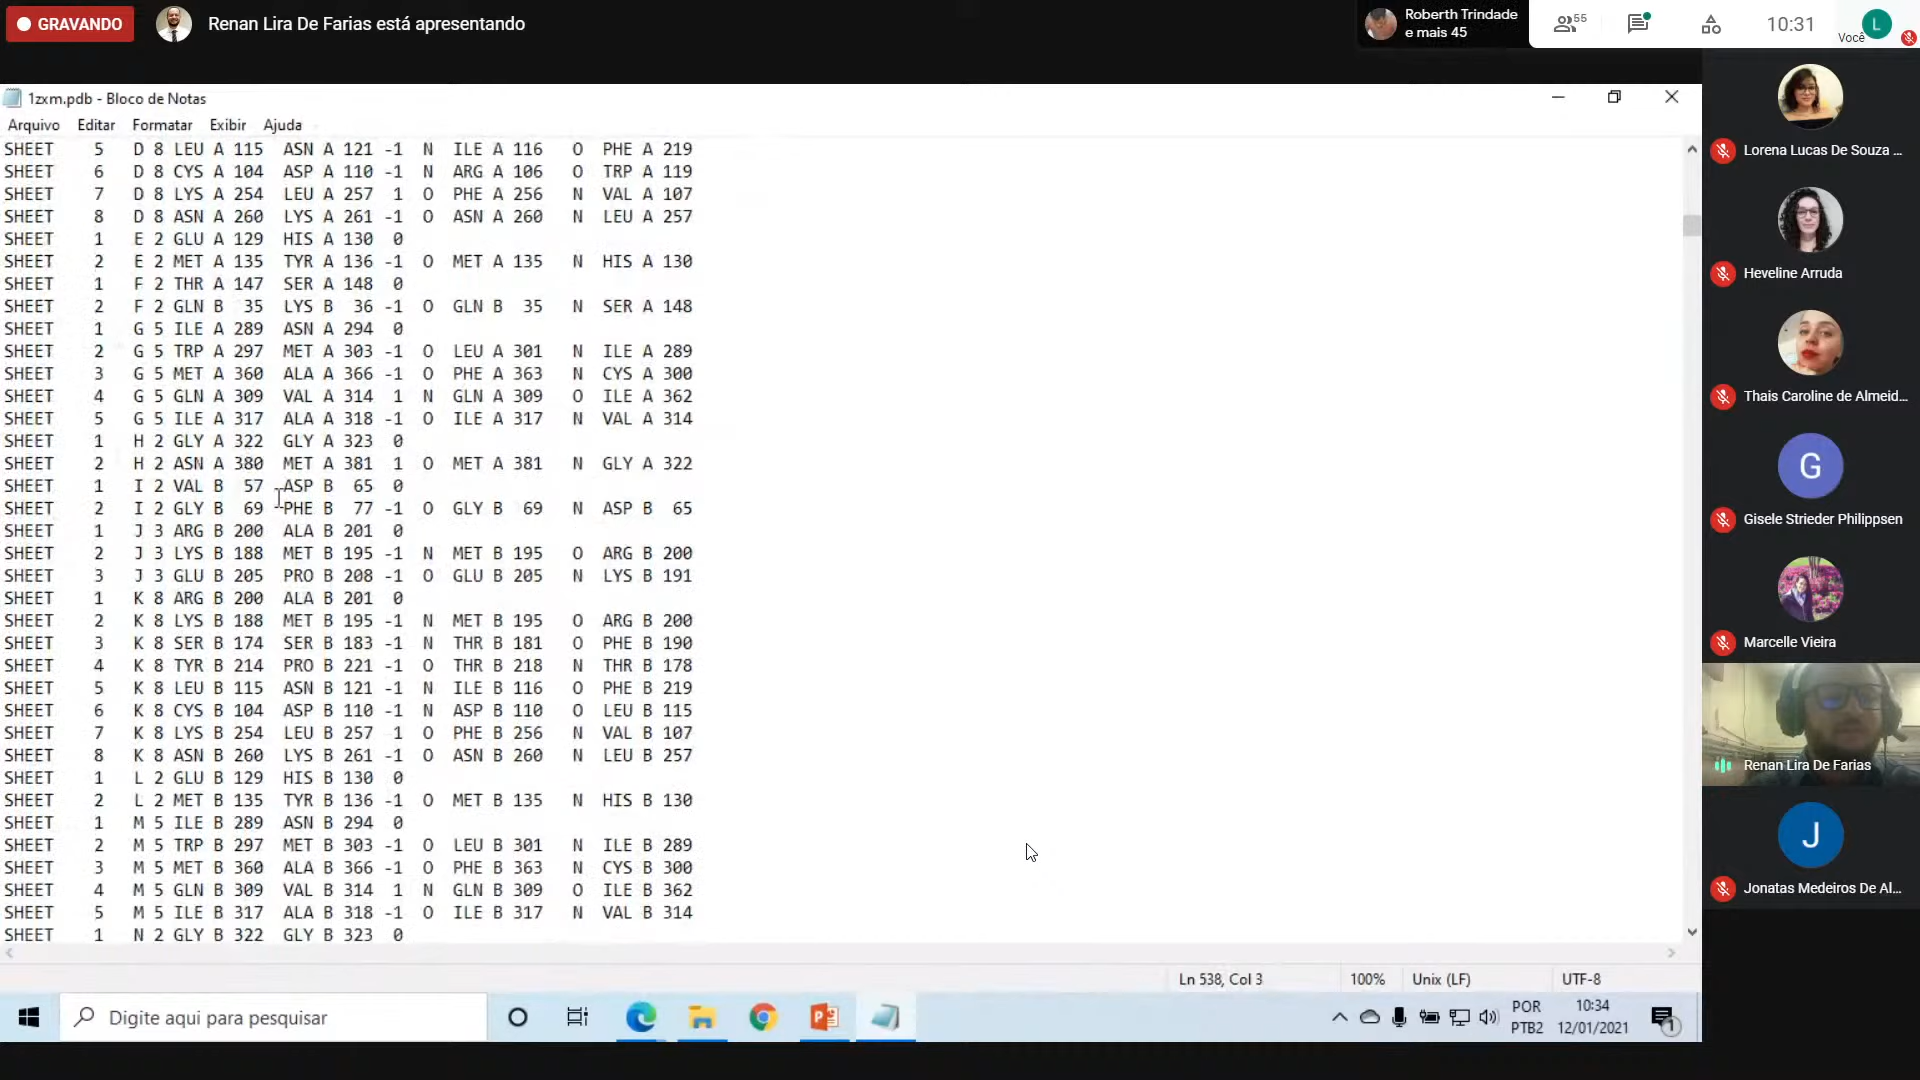 GRAVANDO
Renan Lira De Farias está apresentando
Roberth Trindade
e mais 45
55
10:31
Você
L
1zxm.pdb - Bloco de Notas
Arquivo Editar Formatar Exibir Ajuda
SHEET 5 D 8 LEU A 115 ASN A 121 -1 N ILE A 116 O PHE A 219
SHEET 6 D 8 CYS A 104 ASP A 110 -1 N ARG A 106 O TRP A 119
SHEET 7 D 8 LYS A 254 LEU A 257 1 O PHE A 256 N VAL A 107
SHEET 8 D 8 ASN A 260 LYS A 261 -1 O ASN A 260 N LEU A 257
SHEET 1 E 2 GLU A 129 HIS A 130 0
SHEET 2 E 2 MET A 135 TYR A 136 -1 O MET A 135 N HIS A 130
SHEET 1 F 2 THR A 147 SER A 148 0
SHEET 2 F 2 GLN B 35 LYS B 36 -1 O GLN B 35 N SER A 148
SHEET 1 G 5 ILE A 289 ASN A 294 0
SHEET 2 G 5 TRP A 297 MET A 303 -1 O LEU A 301 N ILE A 289
SHEET 3 G 5 MET A 360 ALA A 366 -1 O PHE A 363 N CYS A 300
SHEET 4 G 5 GLN A 309 VAL A 314 1 N GLN A 309 O ILE A 362
SHEET 5 G 5 ILE A 317 ALA A 318 -1 O ILE A 317 N VAL A 314
SHEET 1 H 2 GLY A 322 GLY A 323 0
SHEET 2 H 2 ASN A 380 MET A 381 1 O MET A 381 N GLY A 322
SHEET 1 I 2 VAL B 57 ASP B 65 0
SHEET 2 I 2 GLY B 69 PHE B 77 -1 O GLY B 69 N ASP B 65
SHEET 1 J 3 ARG B 200 ALA B 201 0
SHEET 2 J 3 LYS B 188 MET B 195 -1 N MET B 195 O ARG B 200
SHEET 3 J 3 GLU B 205 PRO B 208 -1 O GLU B 205 N LYS B 191
SHEET 1 K 8 ARG B 200 ALA B 201 0
SHEET 2 K 8 LYS B 188 MET B 195 -1 N MET B 195 O ARG B 200
SHEET 3 K 8 SER B 174 SER B 183 -1 N THR B 181 O PHE B 190
SHEET 4 K 8 TYR B 214 PRO B 221 -1 O THR B 218 N THR B 178
SHEET 5 K 8 LEU B 115 ASN B 121 -1 N ILE B 116 O PHE B 219
SHEET 6 K 8 CYS B 104 ASP B 110 -1 N ASP B 110 O LEU B 115
SHEET 7 K 8 LYS B 254 LEU B 257 1 O PHE B 256 N VAL B 107
SHEET 8 K 8 ASN B 260 LYS B 261 -1 O ASN B 260 N LEU B 257
SHEET 1 L 2 GLU B 129 HIS B 130 0
SHEET 2 L 2 MET B 135 TYR B 136 -1 O MET B 135 N HIS B 130
SHEET 1 M 5 ILE B 289 ASN B 294 0
SHEET 2 M 5 TRP B 297 MET B 303 -1 O LEU B 301 N ILE B 289
SHEET 3 M 5 MET B 360 ALA B 366 -1 O PHE B 363 N CYS B 300
SHEET 4 M 5 GLN B 309 VAL B 314 1 N GLN B 309 O ILE B 362
SHEET 5 M 5 ILE B 317 ALA B 318 -1 O ILE B 317 N VAL B 314
SHEET 1 N 2 GLY B 322 GLY B 323 0
Ln 538, Col 3 100% Unix (LF) UTF-8
Digite aqui para pesquisar
POR
PTB2
10:34
12/01/2021
1
Lorena Lucas De Souza ...
Heveline Arruda
Thais Caroline de Almeid...
G
Gisele Strieder Philippsen
Marcelle Vieira
Renan Lira De Farias
J
Jonatas Medeiros De Al...